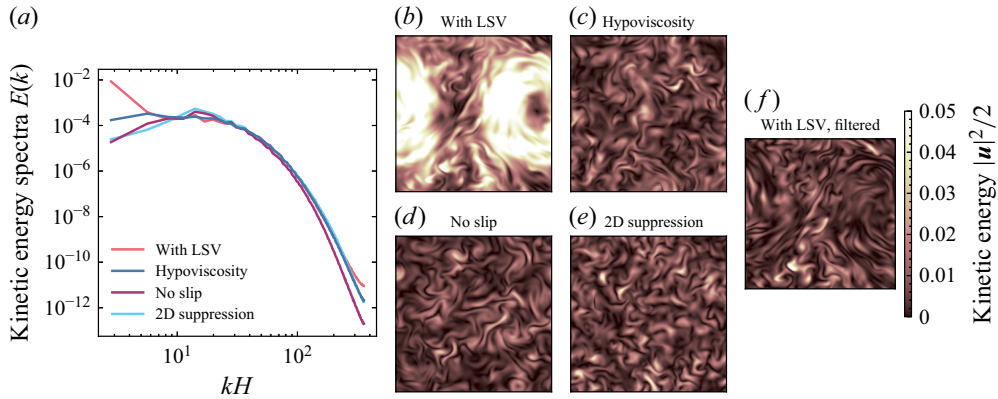 (a)
Kinetic energy spectra E(k)
10⁻²
10⁻⁴
10⁻⁶
10⁻⁸
10⁻¹⁰
10⁻¹²
With LSV
Hypoviscosity
No slip
2D suppression
10¹
10²
kH
(b)
With LSV
(c)
Hypoviscosity
(d)
No slip
(e)
2D suppression
(f)
With LSV, filtered
0.05
0.04
0.03
0.02
0.01
0
Kinetic energy |u|²/2